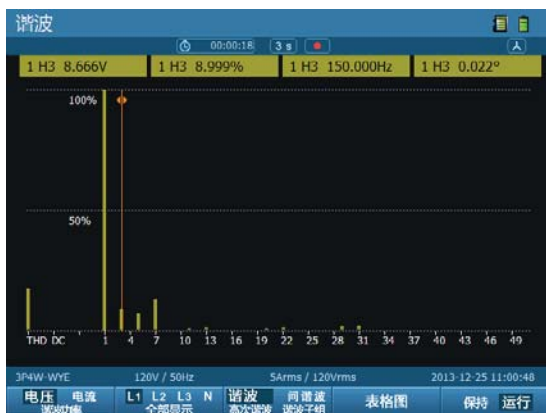 谐波
00:00:18 3 s
1 H3 8.666V 1 H3 8.999% 1 H3 150.000Hz 1 H3 0.022°
100%
50%
THD DC 1 4 7 10 13 16 19 22 25 28 31 34 37 40 43 46 49
3P4W-WYE 120V / 50Hz 5Arms / 120Vrms 2013-12-25 11:00:48
电压 电流 L1 L2 L3 N 谐波 间谐波 表格图 保持 运行
谐波功率 全部显示 高次谐波 谐波子组